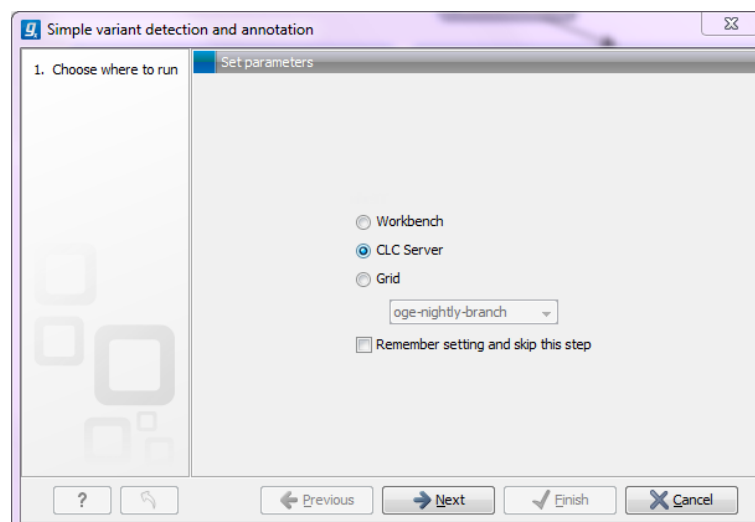 Simple variant detection and annotation
1. Choose where to run
Set parameters
Workbench
CLC Server
Grid
oge-nightly-branch
Remember setting and skip this step
?
Previous
Next
Finish
Cancel